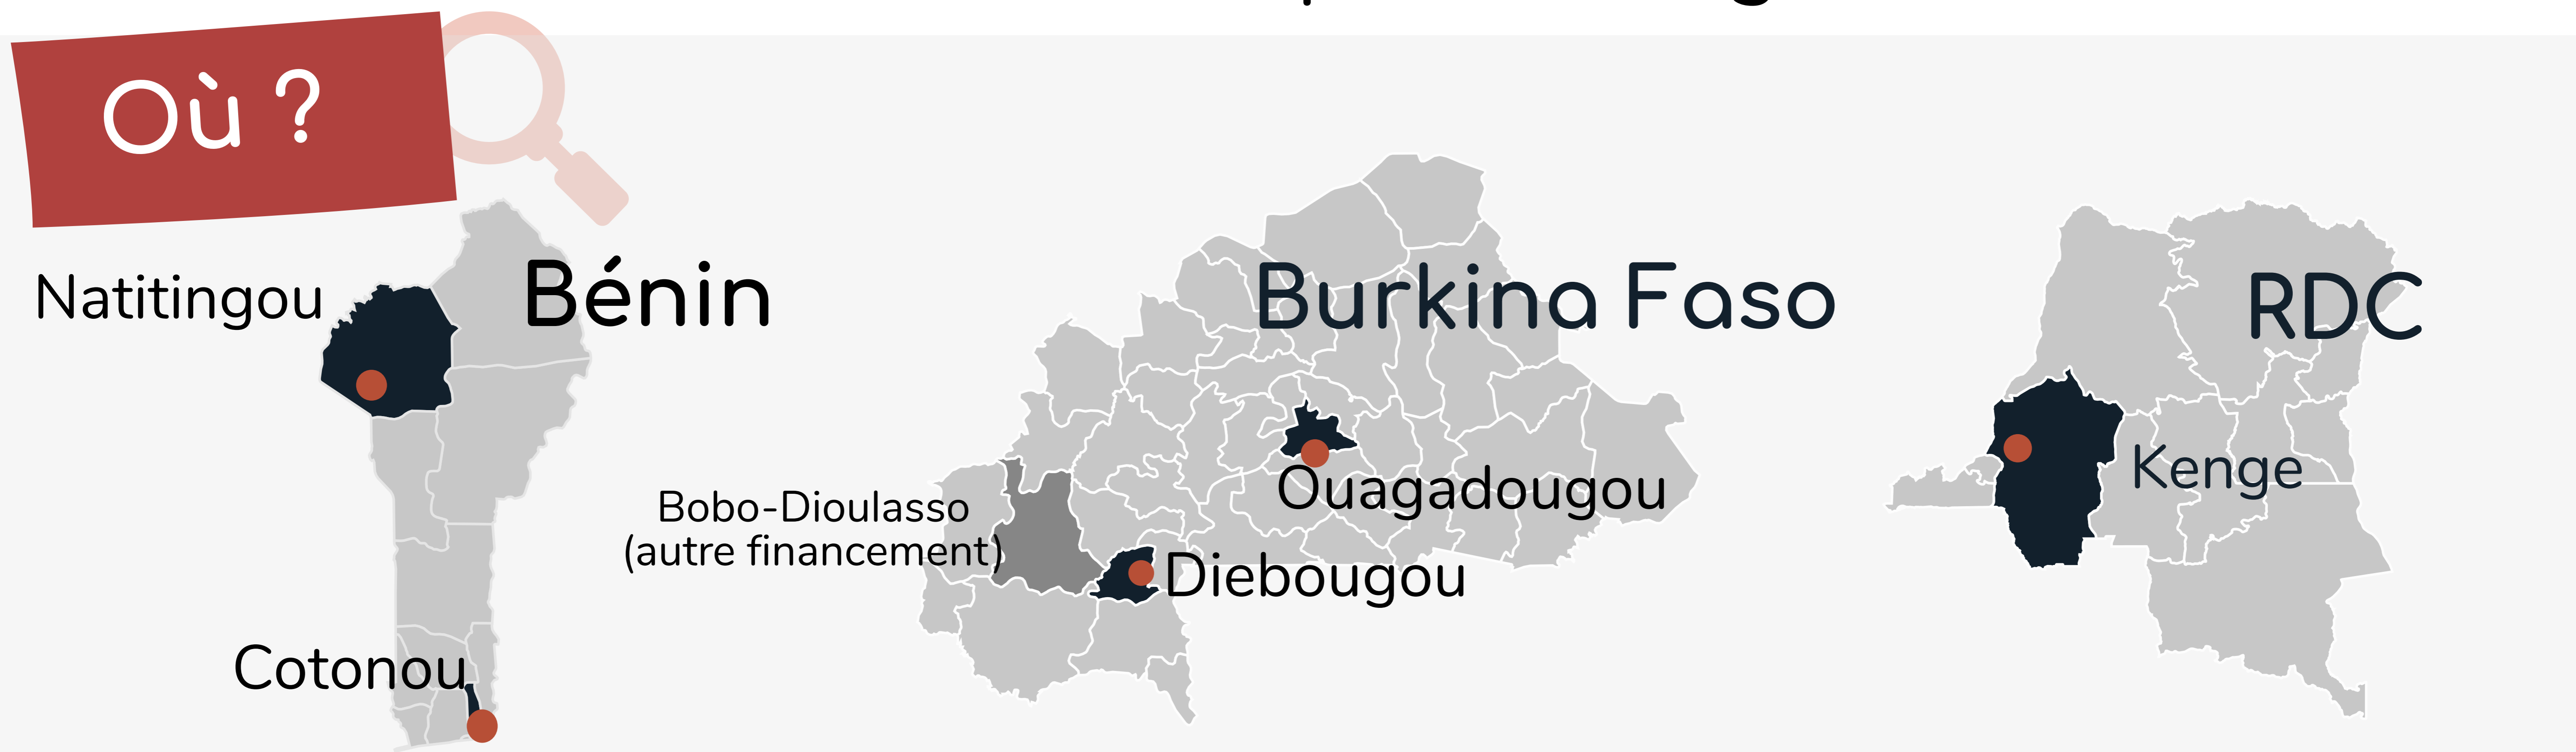 Où ?
Natitingou
Bénin
Cotonou
Burkina Faso
Ouagadougou
Bobo-Dioulasso
(autre financement)
Diebougou
RDC
Kenge